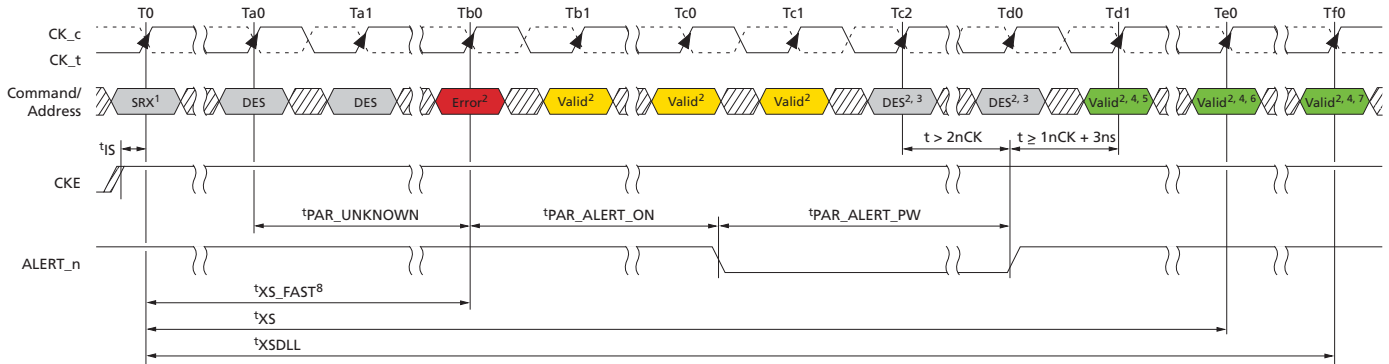 T0 Ta0 Ta1 Tb0 Tb1 Tc0 Tc1 Tc2 Td0 Td1 Te0 Tf0
CK_c
CK_t
Command/
Address
SRX1 DES DES Error2 Valid2 Valid2 Valid2 DES2, 3 DES2, 3 Valid2, 4, 5 Valid2, 4, 6 Valid2, 4, 7
t > 2nCK t ≥ 1nCK + 3ns
tIS
CKE
tPAR_UNKNOWN tPAR_ALERT_ON tPAR_ALERT_PW
ALERT_n
tXS_FAST8
tXS
tXSDLL